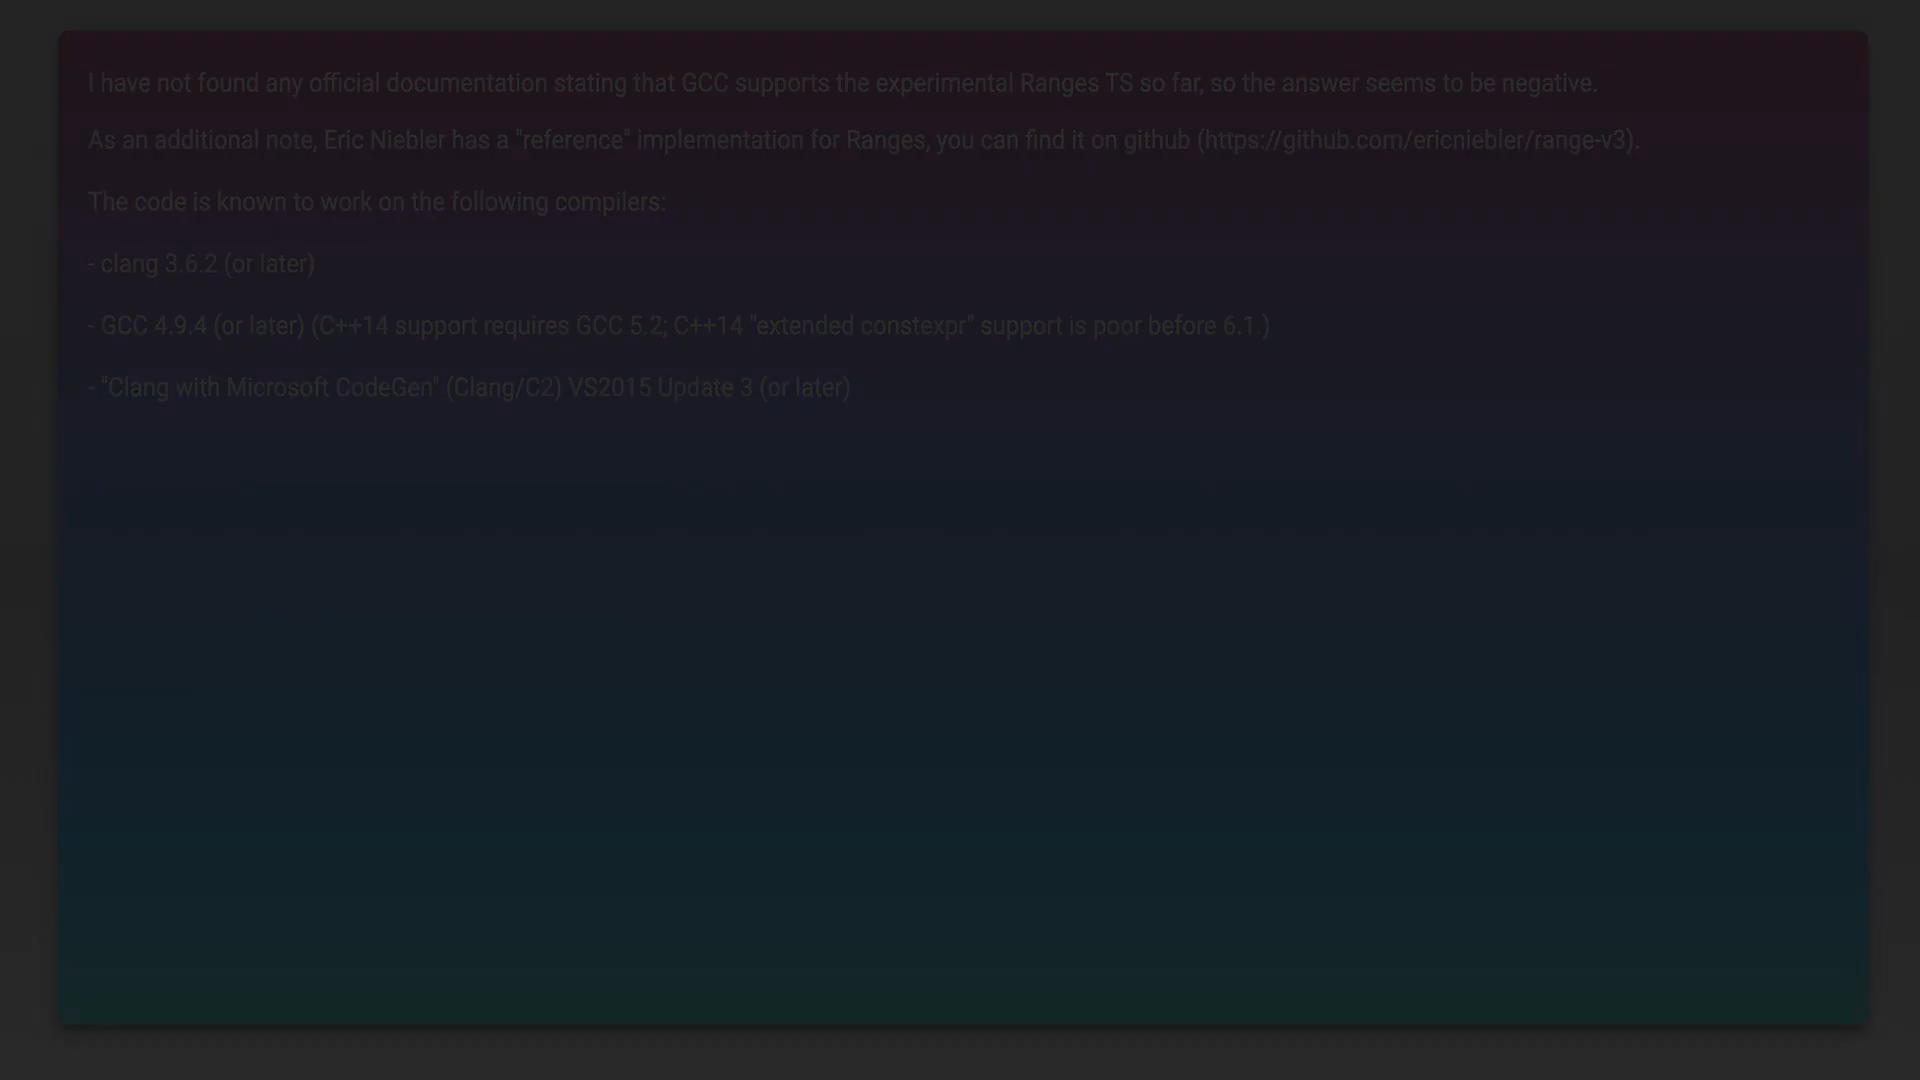 I have not found any official documentation stating that GCC supports the experimental Ranges TS so far, so the answer seems to be negative.
As an additional note, Eric Niebler has a "reference" implementation for Ranges, you can find it on github (https://github.com/ericniebler/range-v3).
The code is known to work on the following compilers:
- clang 3.6.2 (or later)
- GCC 4.9.4 (or later) (C++14 support requires GCC 5.2; C++14 "extended constexpr" support is poor before 6.1.)
- "Clang with Microsoft CodeGen" (Clang/C2) VS2015 Update 3 (or later)